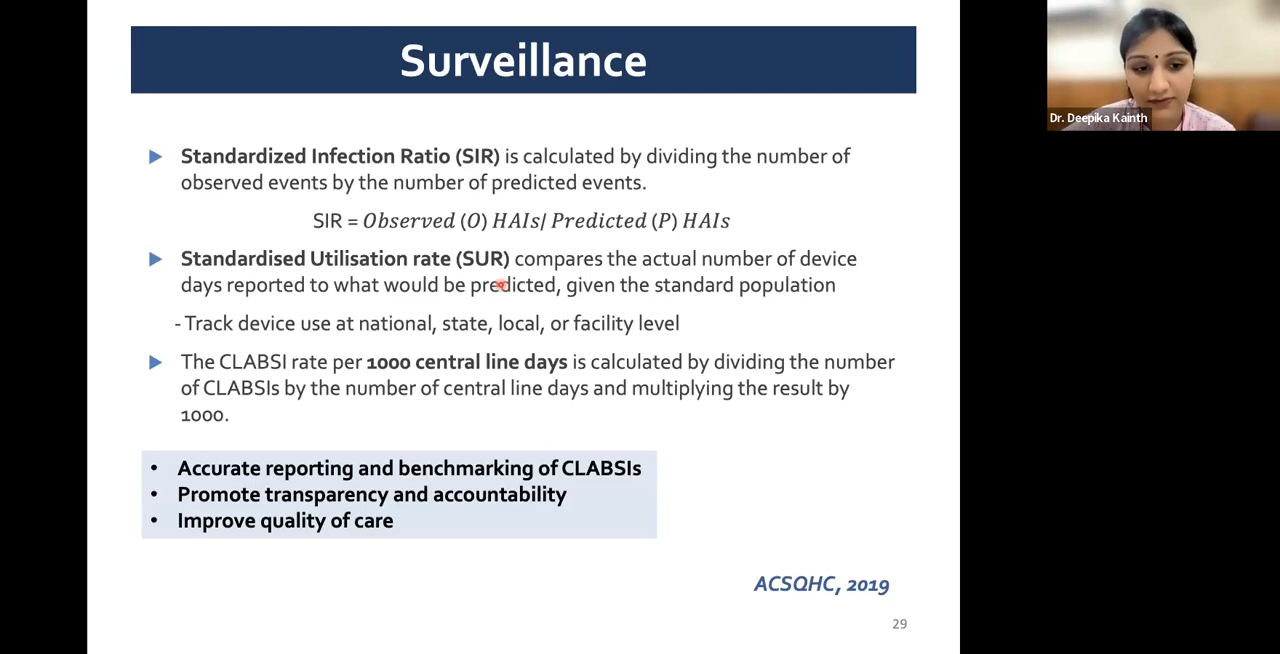 Surveillance
Standardized Infection Ratio (SIR) is calculated by dividing the number of
observed events by the number of predicted events.
SIR = Observed (O) HAIs/ Predicted (P) HAIs
Standardised Utilisation rate (SUR) compares the actual number of device
days reported to what would be predicted, given the standard population
- Track device use at national, state, local, or facility level
The CLABSI rate per 1000 central line days is calculated by dividing the number
of CLABSIs by the number of central line days and multiplying the result by
1000.
• Accurate reporting and benchmarking of CLABSIs
• Promote transparency and accountability
• Improve quality of care
ACSQHC, 2019
29
Dr. Deepika Kainth